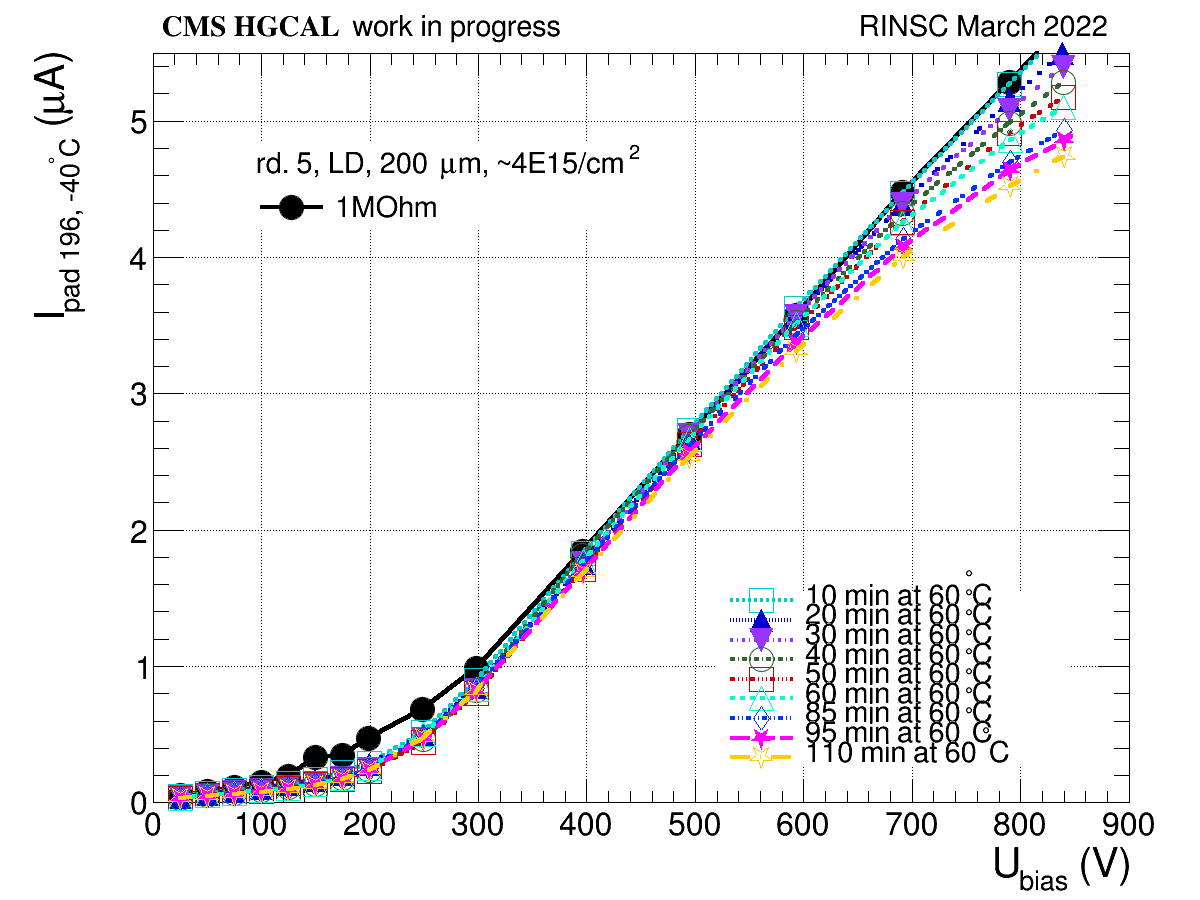 CMS HGCAL work in progress RINSC March 2022
I pad 196, -40°C (μA)
rd. 5, LD, 200 μm, ~4E15/cm²
1MOhm
5
4
3
2
1
0
10 min at 60°C
20 min at 60°C
30 min at 60°C
40 min at 60°C
50 min at 60°C
60 min at 60°C
85 min at 60°C
95 min at 60°C
110 min at 60°C
0 100 200 300 400 500 600 700 800 900
U bias (V)